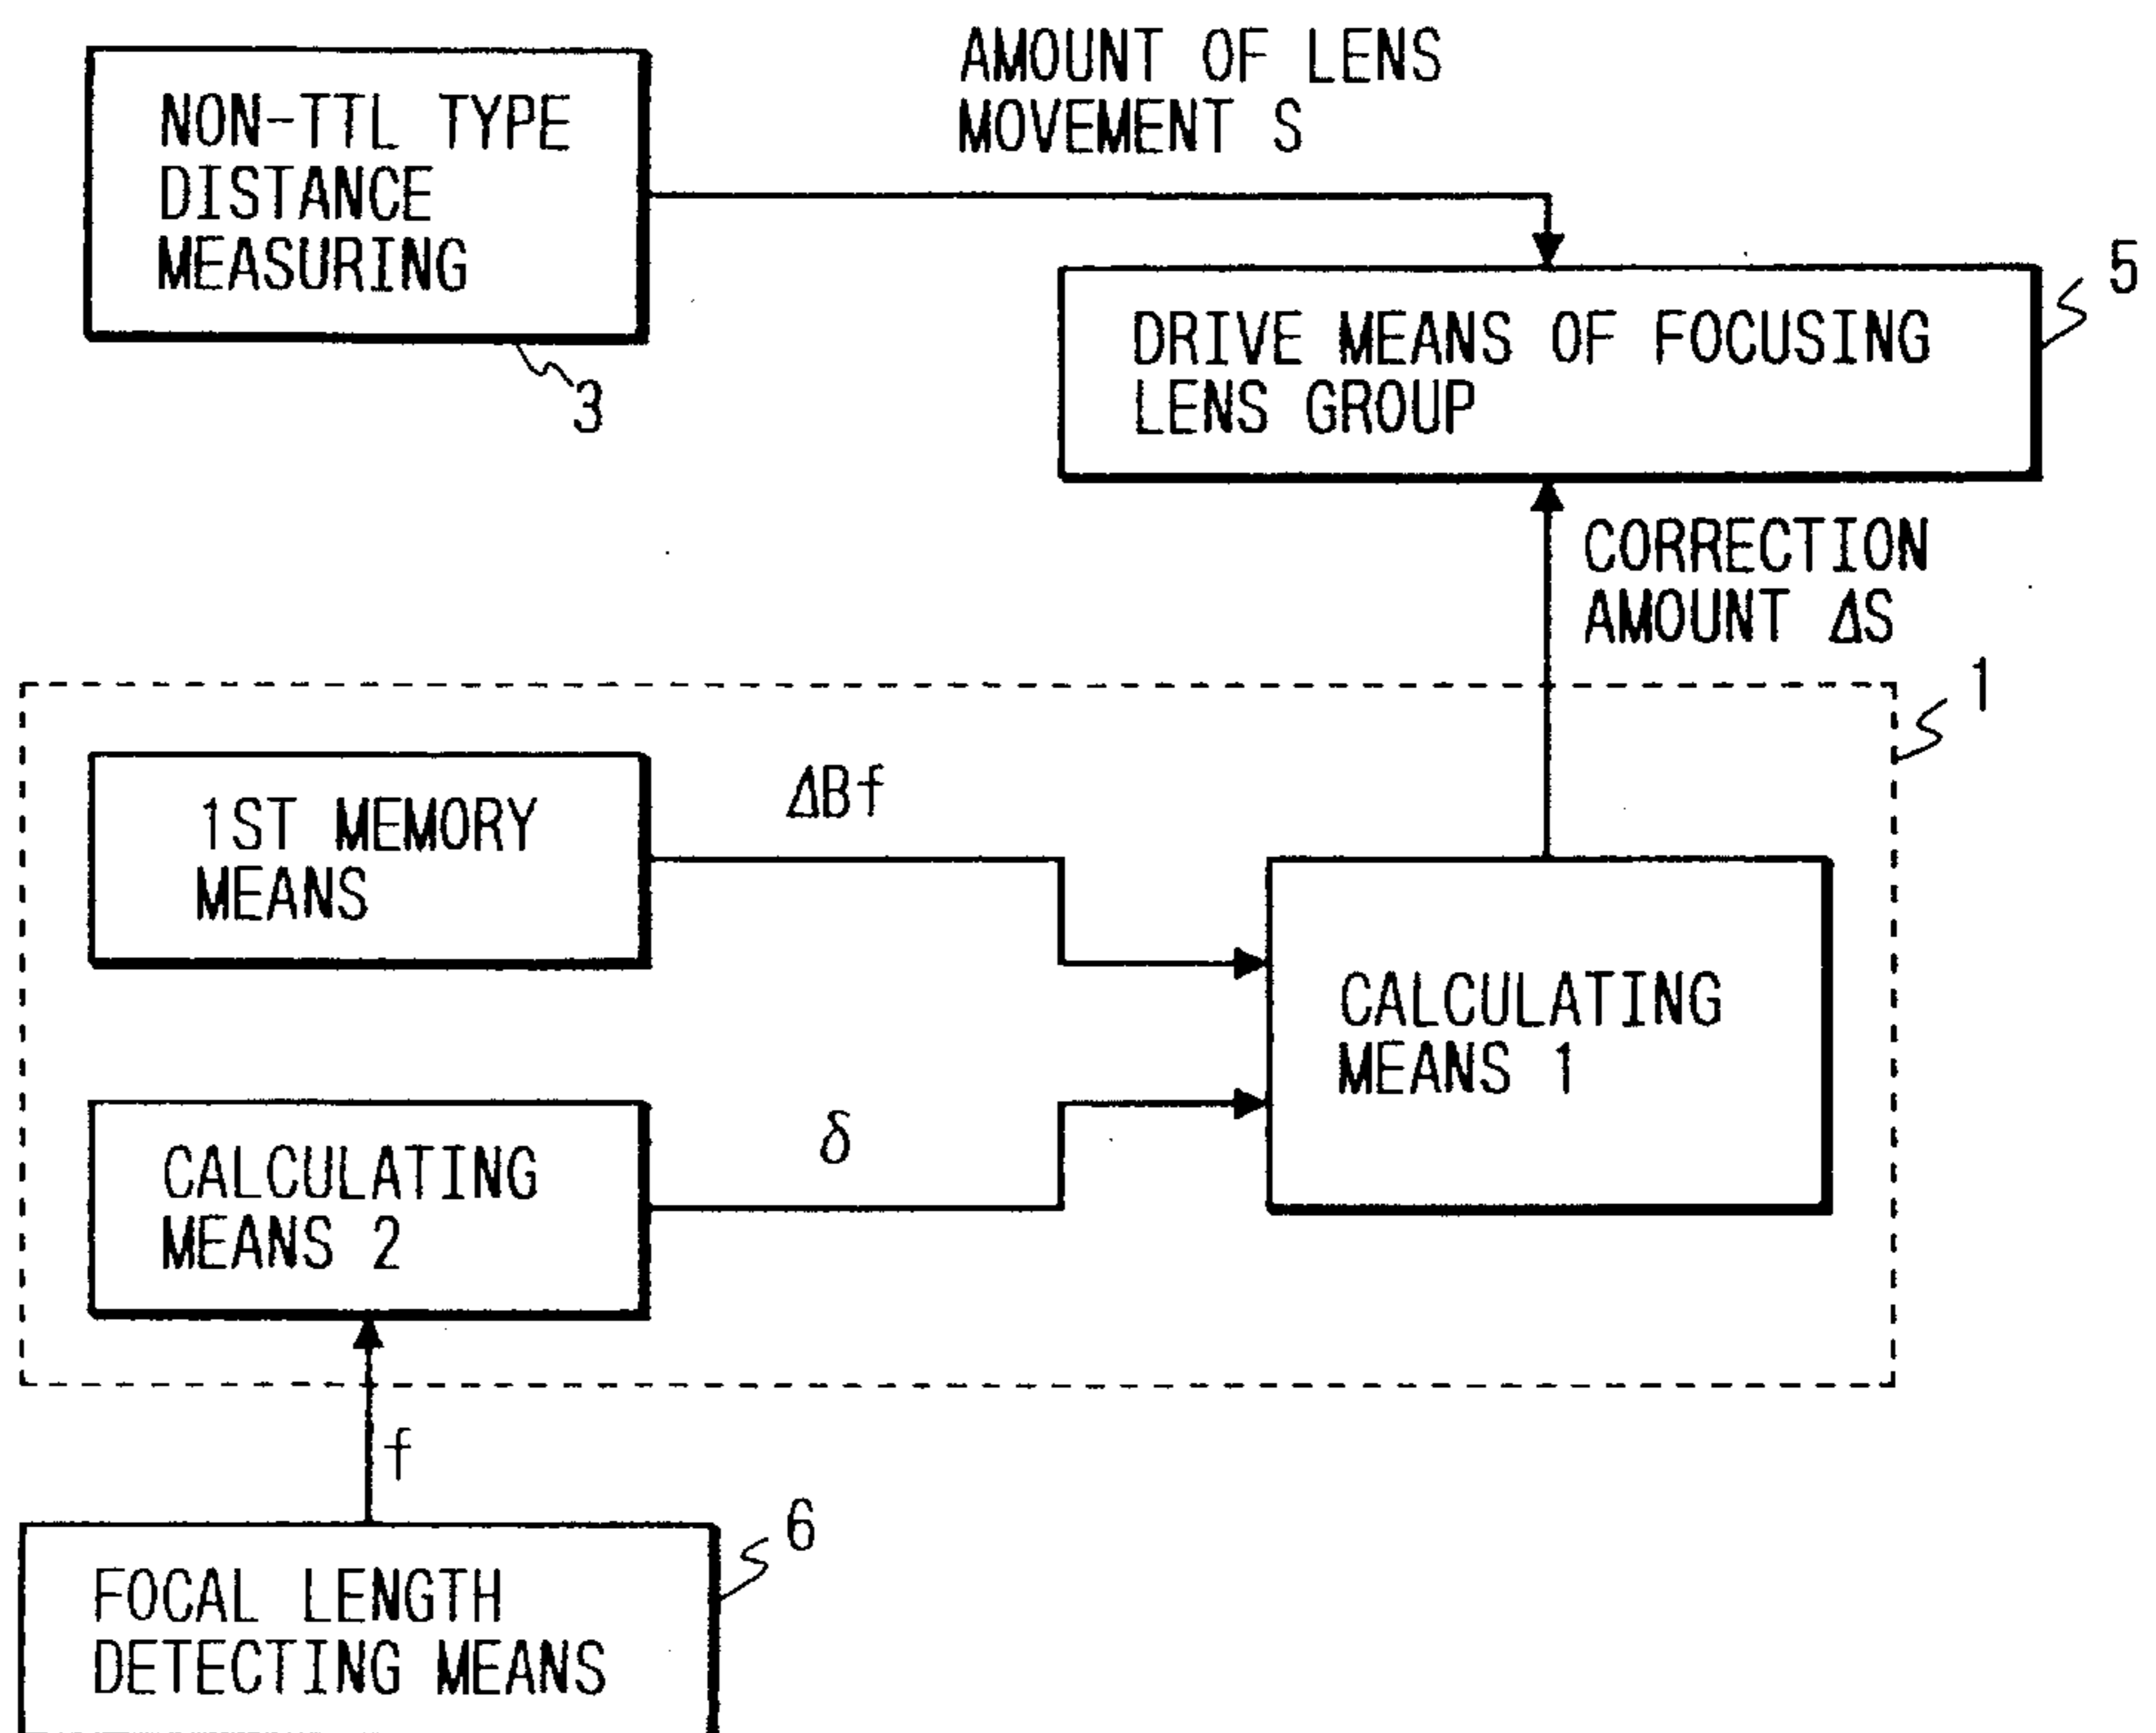 NON-TTL TYPE
DISTANCE
MEASURING
3
AMOUNT OF LENS
MOVEMENT S
DRIVE MEANS OF FOCUSING
LENS GROUP
5
CORRECTION
AMOUNT ΔS
1
1ST MEMORY
MEANS
ΔBf
CALCULATING
MEANS 1
CALCULATING
MEANS 2
δ
f
FOCAL LENGTH
DETECTING MEANS
6